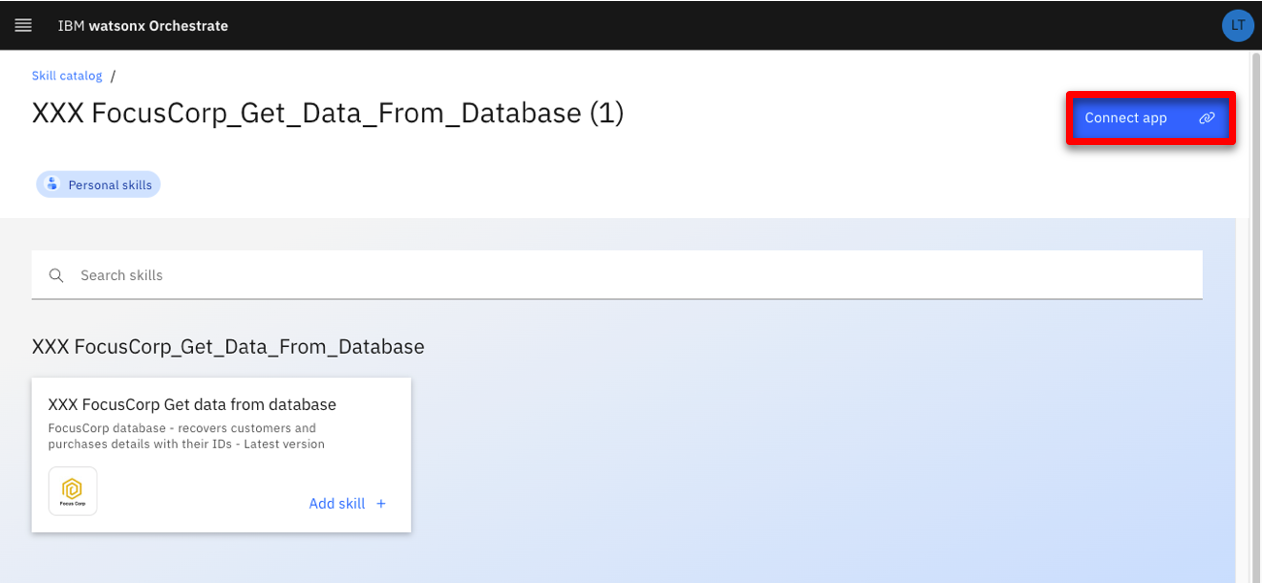 IBM watsonx Orchestrate
LT
Skill catalog /
XXX FocusCorp_Get_Data_From_Database (1)
Connect app
Personal skills
Search skills
XXX FocusCorp_Get_Data_From_Database
XXX FocusCorp Get data from database
FocusCorp database - recovers customers and
purchases details with their IDs - Latest version
Focus Corp
Add skill +